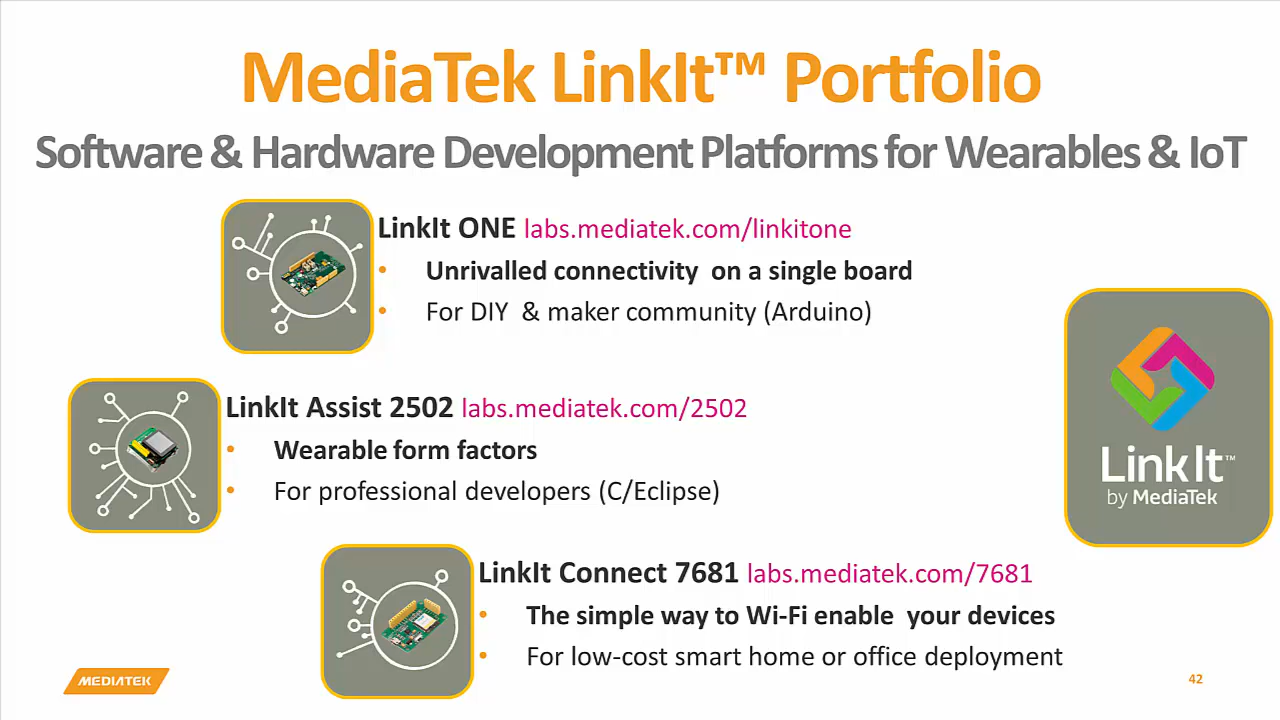 MediaTek LinkIt™ Portfolio
Software & Hardware Development Platforms for Wearables & IoT
LinkIt ONE labs.mediatek.com/linkitone
• Unrivalled connectivity on a single board
• For DIY & maker community (Arduino)
LinkIt Assist 2502 labs.mediatek.com/2502
• Wearable form factors
• For professional developers (C/Eclipse)
LinkIt™
by MediaTek
LinkIt Connect 7681 labs.mediatek.com/7681
• The simple way to Wi-Fi enable your devices
• For low-cost smart home or office deployment
MEDIATEK
42